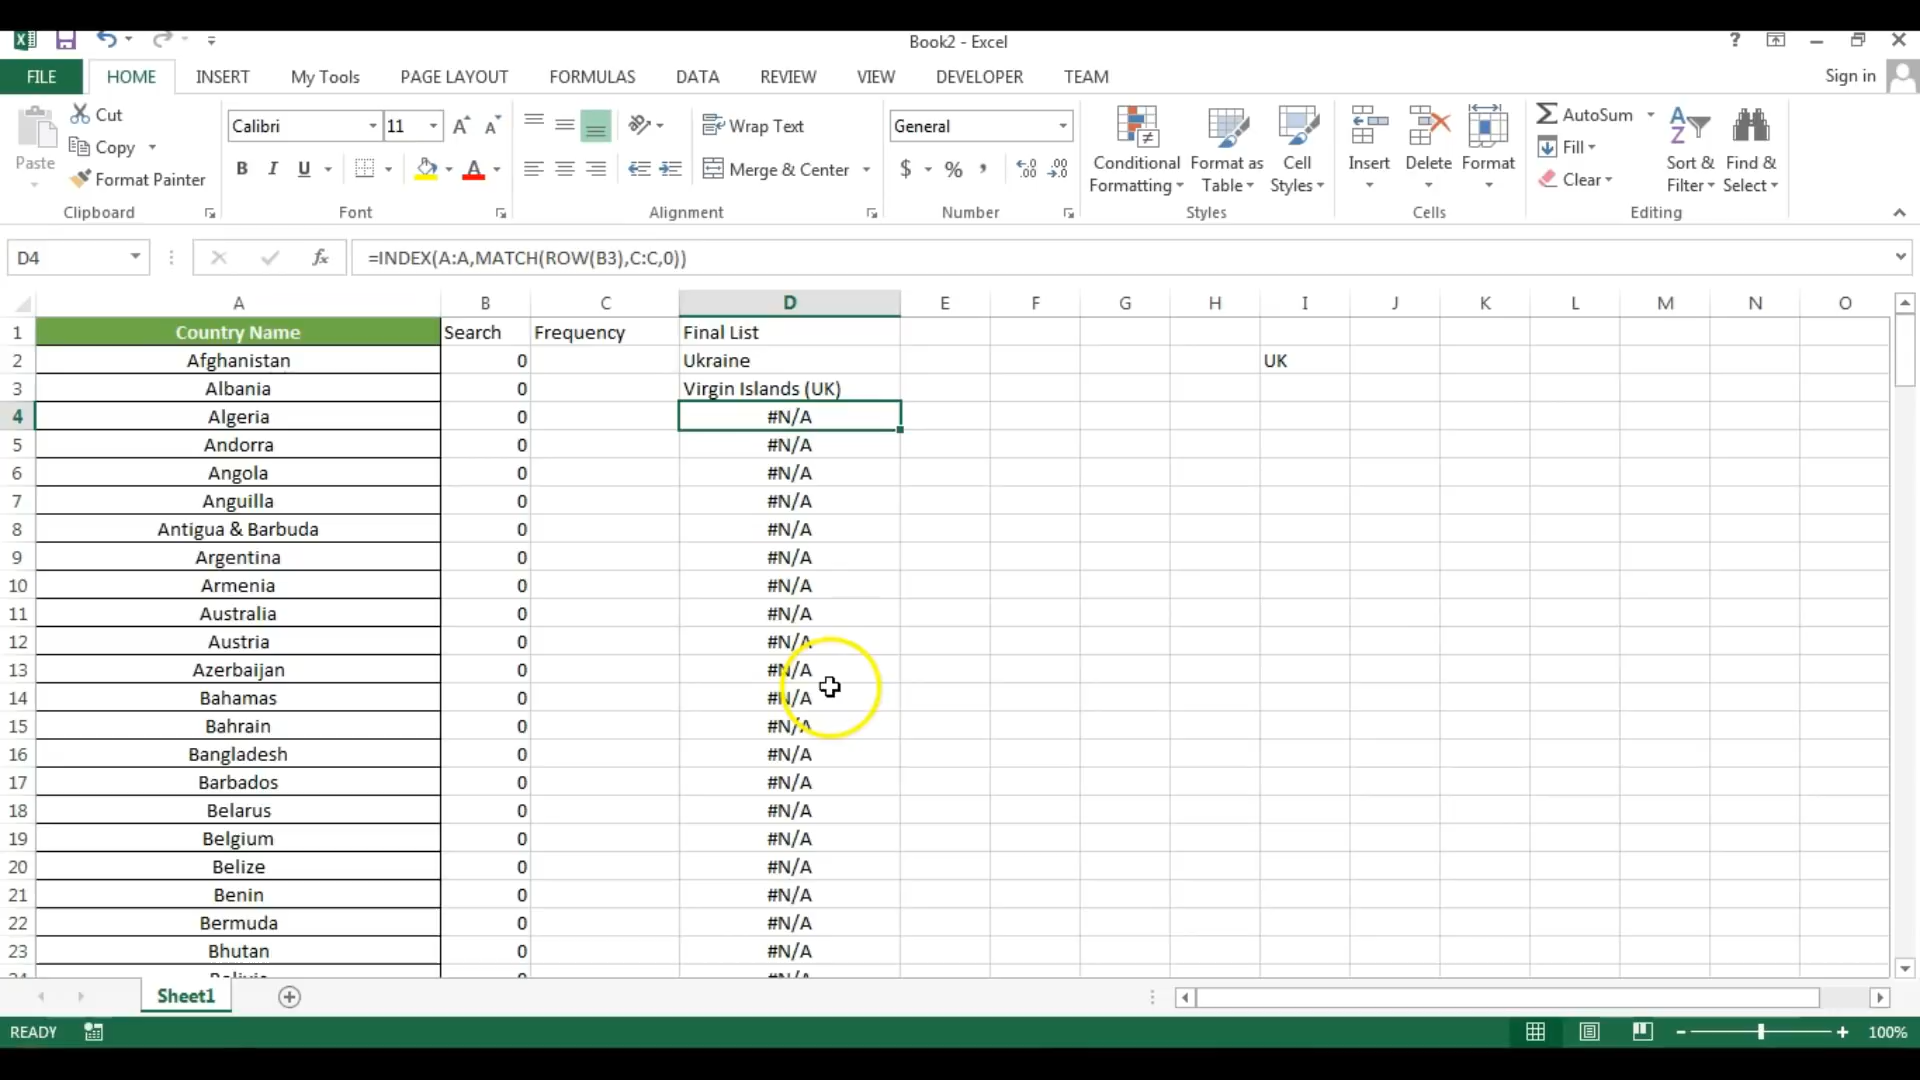 Book2 - Excel
?
FILE HOME INSERT My Tools PAGE LAYOUT FORMULAS DATA REVIEW VIEW DEVELOPER TEAM Sign in
Paste
Cut
Copy
Format Painter
Clipboard
Calibri 11
B I U
Font
Wrap Text
Merge & Center
Alignment
General
$ % ,
Number
Conditional Formatting
Format as Table
Cell Styles
Styles
Insert Delete Format
Cells
AutoSum
Fill
Clear
Sort & Filter
Find & Select
Editing
D4 fx =INDEX(A:A,MATCH(ROW(B3),C:C,0))
A B C D E F G H I J K L M N O
1 Country Name Search Frequency Final List
2 Afghanistan 0 Ukraine UK
3 Albania 0 Virgin Islands (UK)
4 Algeria 0 #N/A
5 Andorra 0 #N/A
6 Angola 0 #N/A
7 Anguilla 0 #N/A
8 Antigua & Barbuda 0 #N/A
9 Argentina 0 #N/A
10 Armenia 0 #N/A
11 Australia 0 #N/A
12 Austria 0 #N/A
13 Azerbaijan 0 #N/A
14 Bahamas 0 #N/A
15 Bahrain 0 #N/A
16 Bangladesh 0 #N/A
17 Barbados 0 #N/A
18 Belarus 0 #N/A
19 Belgium 0 #N/A
20 Belize 0 #N/A
21 Benin 0 #N/A
22 Bermuda 0 #N/A
23 Bhutan 0 #N/A
Sheet1
READY 100%